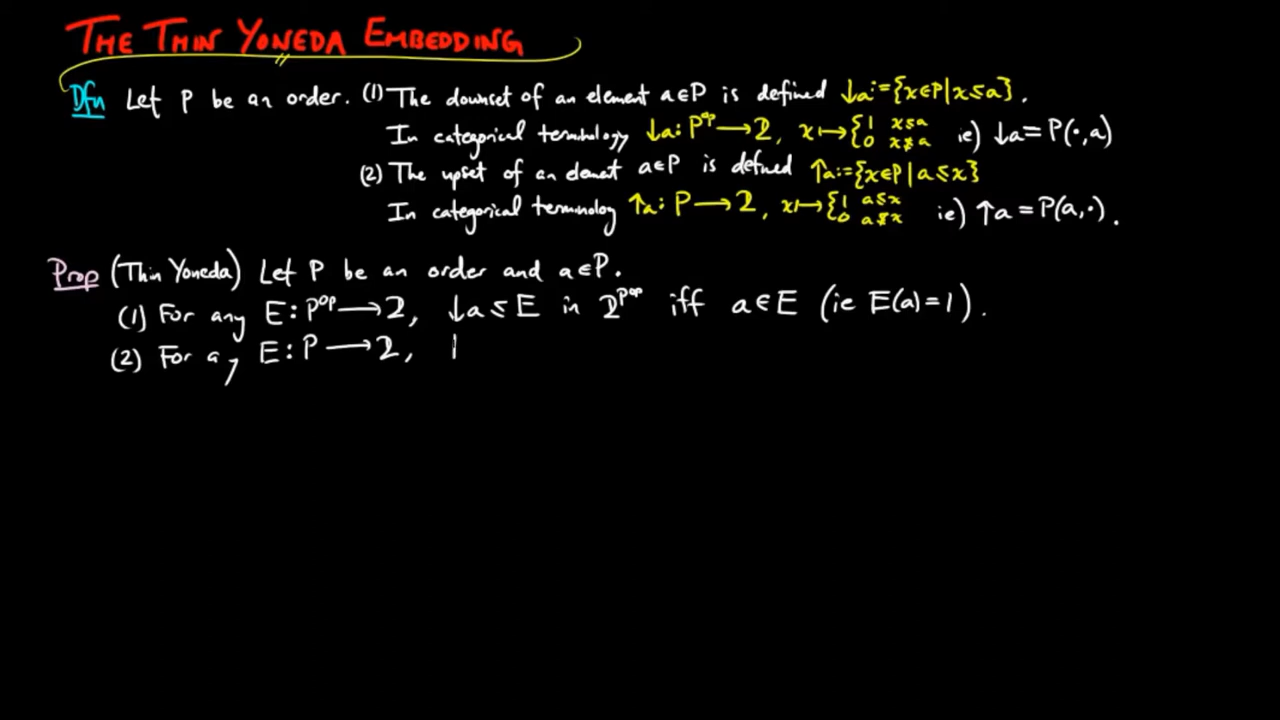 THE THIN YONEDA EMBEDDING
Dfn Let P be an order. (1) The downset of an element a∈P is defined ↓a:={x∈P|x≤a}.
In categorical terminology ↓a: P^op ⟶ 2, x ↦ {1 x≤a 0 x≰a ie) ↓a = P(·,a)
(2) The upset of an element a∈P is defined ↑a:={x∈P|a≤x}
In categorical terminolog ↑a: P ⟶ 2, x ↦ {1 a≤x 0 a≰x ie) ↑a = P(a,·).
Prop (Thin Yoneda) Let P be an order and a∈P.
(1) For any E: P^op ⟶ 2, ↓a ≤ E in 2^P^op iff a∈E (ie E(a)=1).
(2) For ay E: P ⟶ 2, |